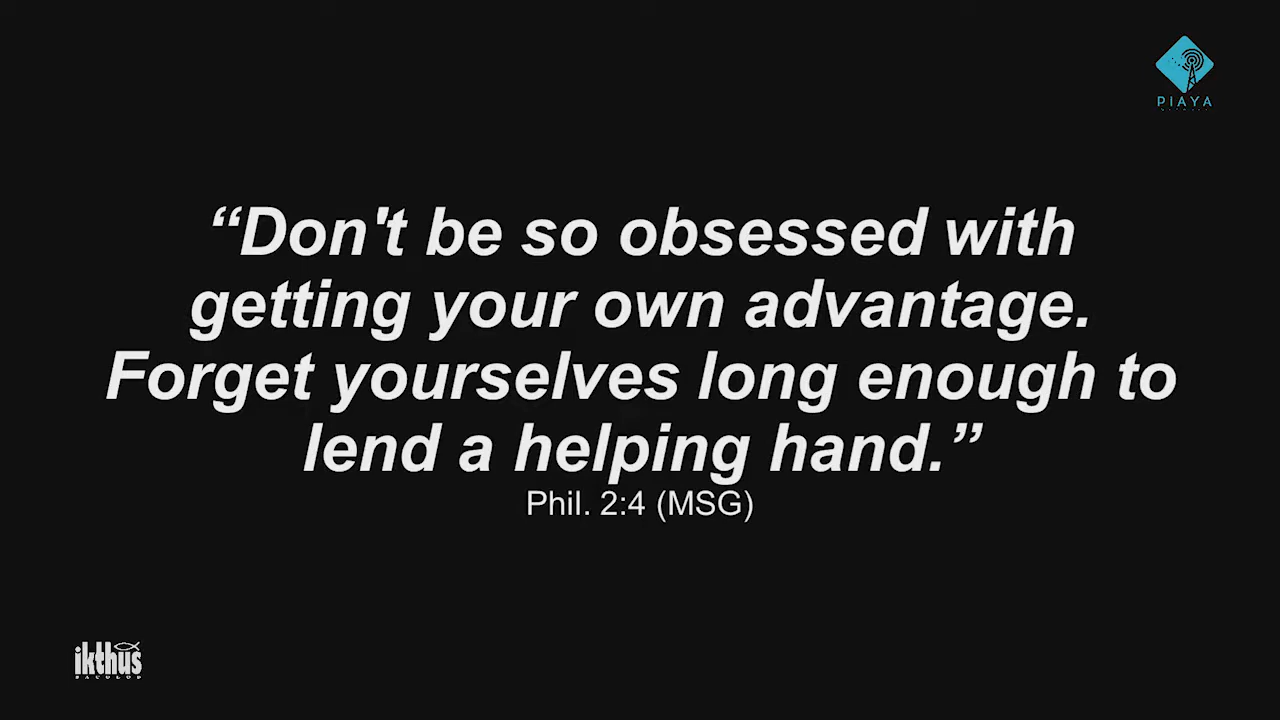 PIAYA
“Don't be so obsessed with
getting your own advantage.
Forget yourselves long enough to
lend a helping hand.”
Phil. 2:4 (MSG)
ikthus
BACOLOD